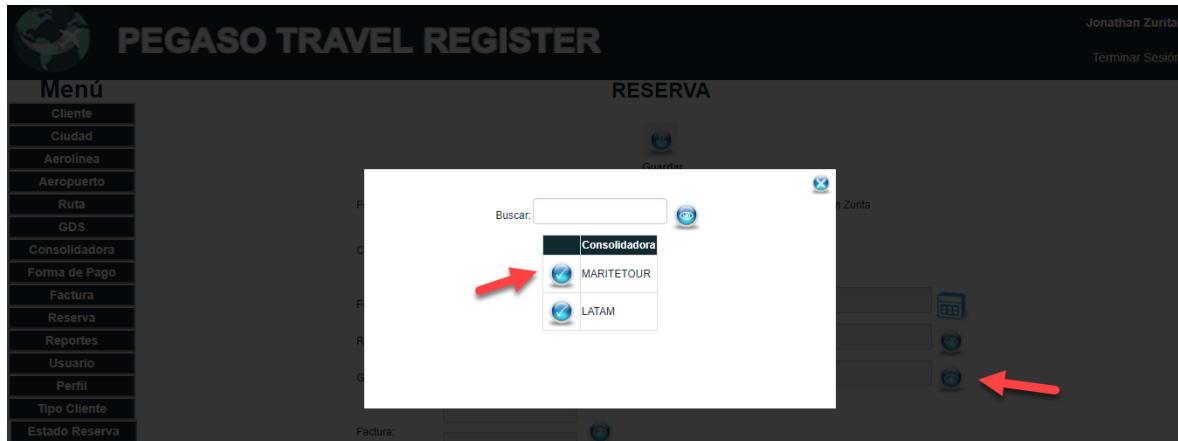 Jonathan Zurita
PEGASO TRAVEL REGISTER
Terminar Sesión
Menú
RESERVA
Cliente
Ciudad
Aerolínea
Guardar
Aeropuerto
Ruta
Zurita
Buscar:
GDS
Consolidadora
Consolidadora
Forma de Pago
MARITETOUR
Factura
Reserva
LATAM
Reportes
Usuario
Perfil
Tipo Cliente
Estado Reserva
Factura: